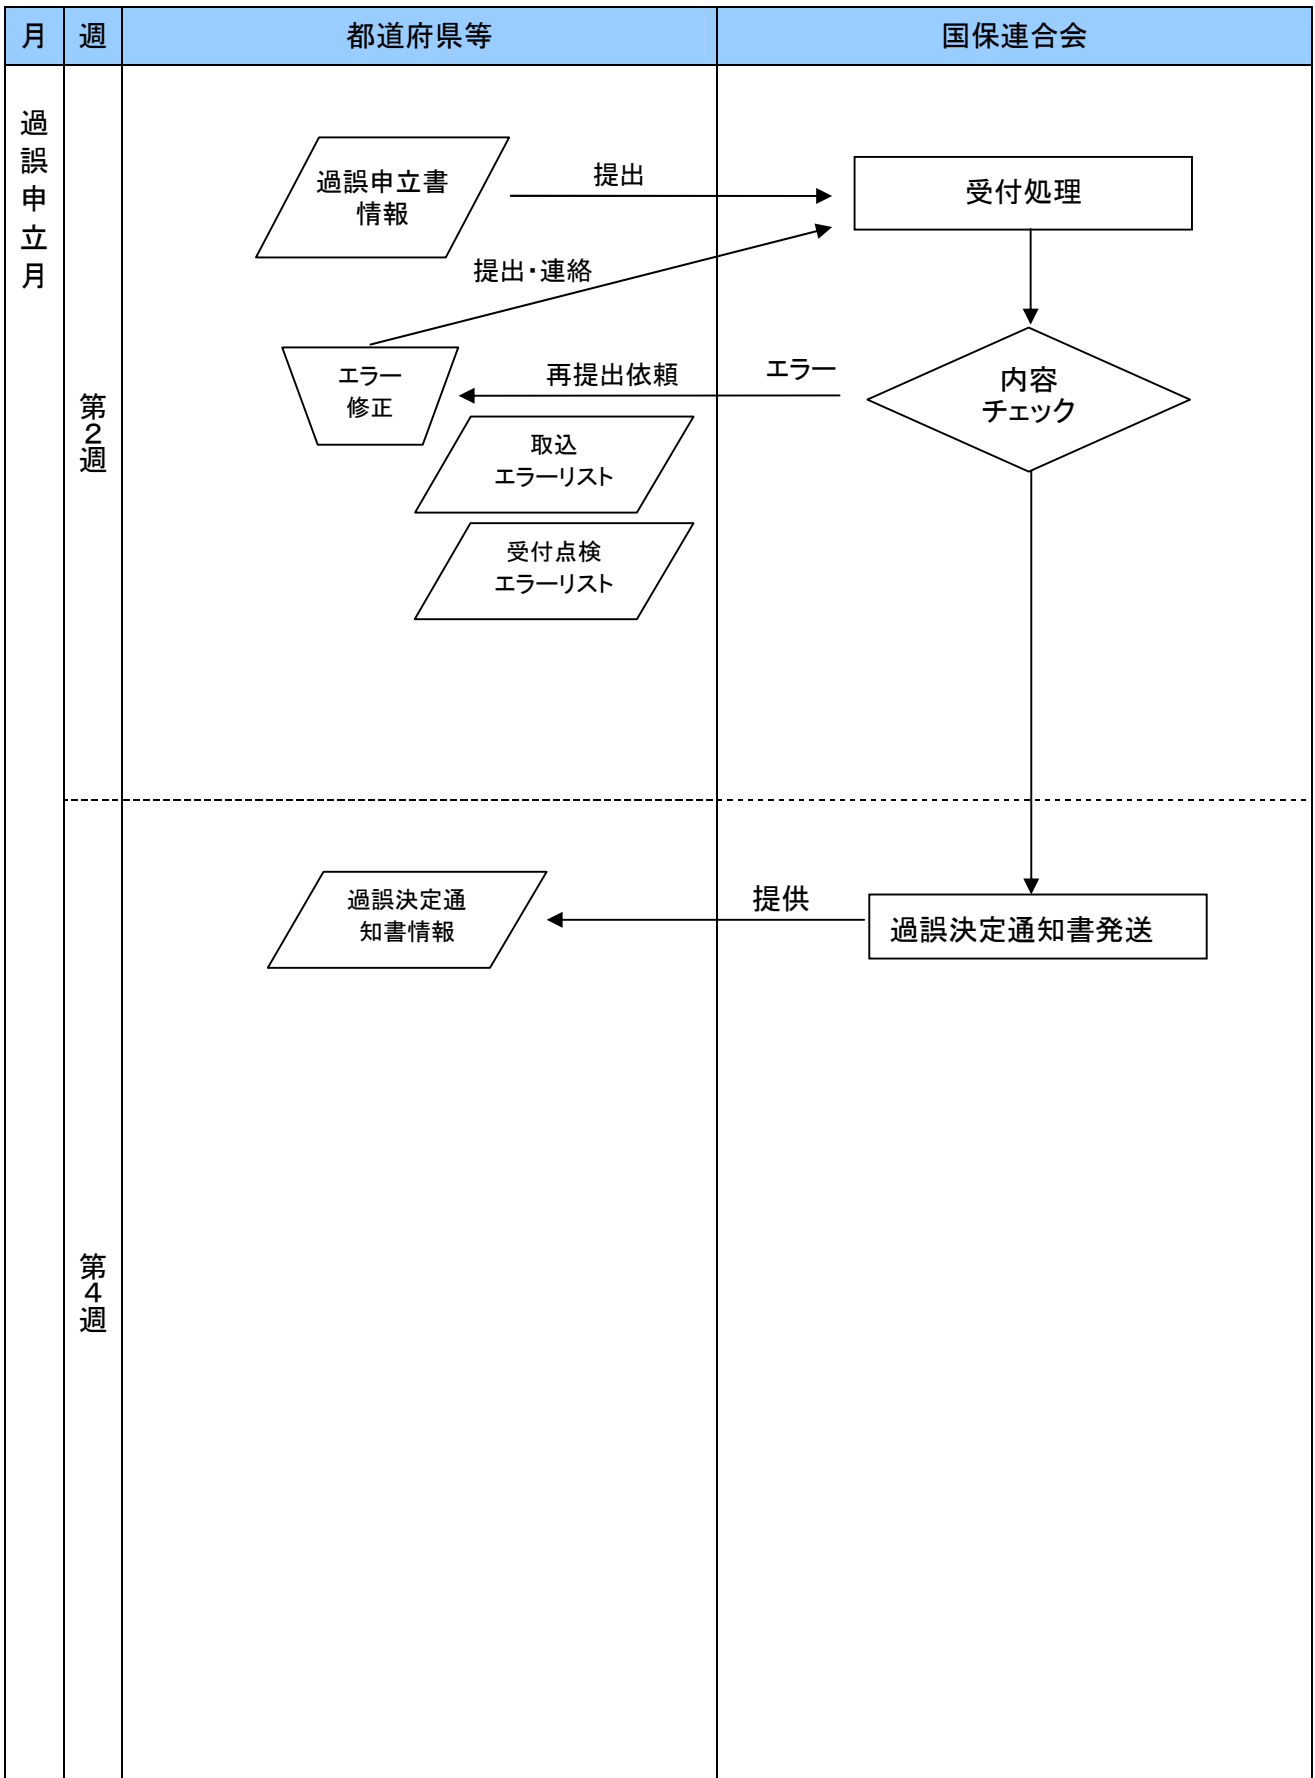 月 週 都道府県等 国保連合会
過誤申立月
第2週
過誤申立書
情報
提出
受付処理
提出・連絡
エラー
修正
再提出依頼
エラー
内容
チェック
取込
エラーリスト
受付点検
エラーリスト
第4週
過誤決定通
知書情報
提供
過誤決定通知書発送